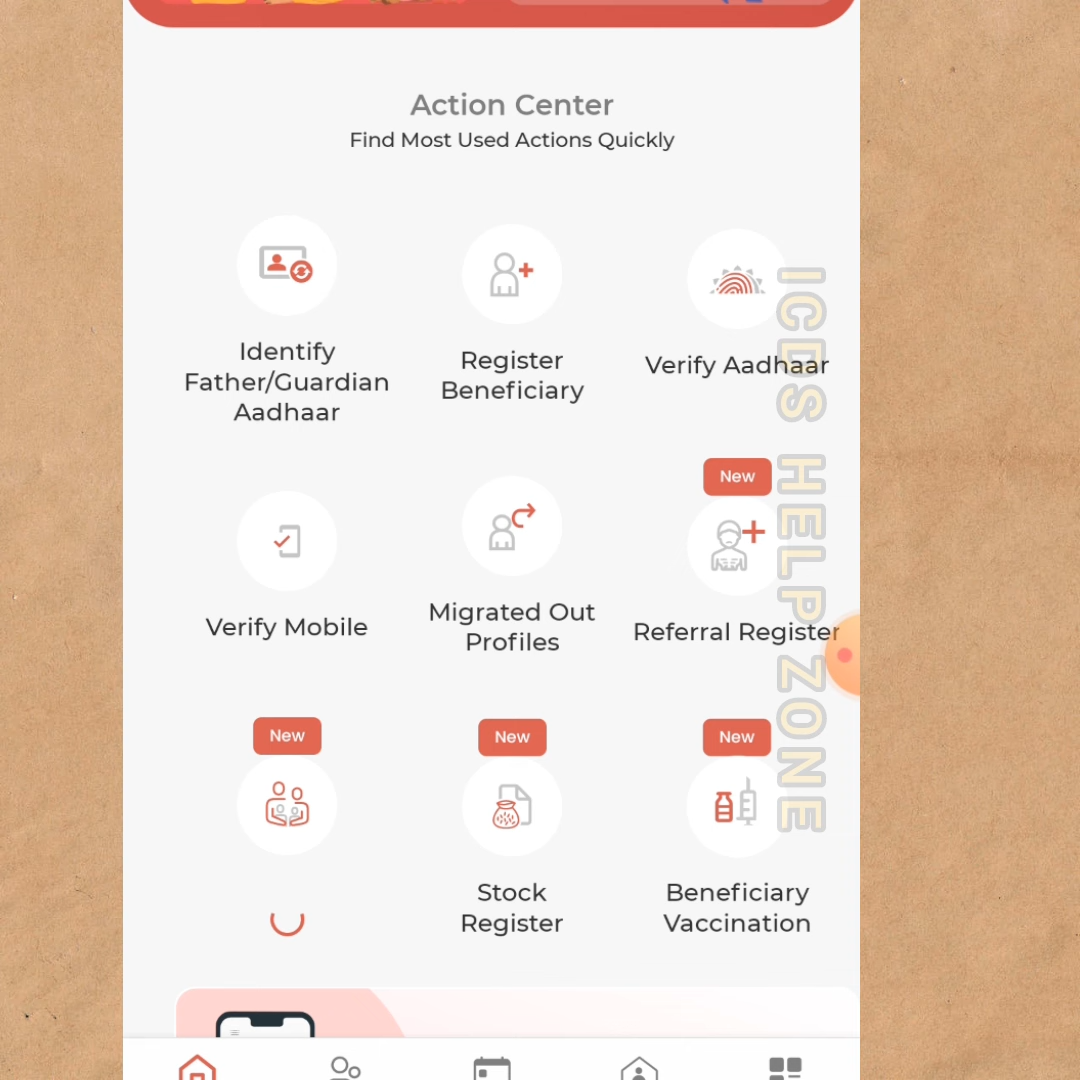 Action Center
Find Most Used Actions Quickly
Identify
Father/Guardian
Aadhaar
Register
Beneficiary
Verify Aadhaar
New
Verify Mobile
Migrated Out
Profiles
Referral Register
New
New
New
Stock
Register
Beneficiary
Vaccination
ICDS HELP ZONE